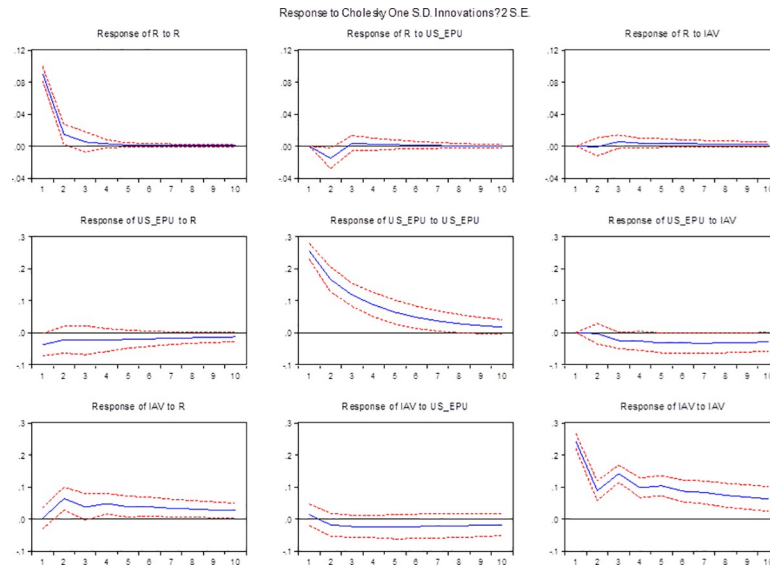 Response to Cholesky One S.D. Innovations?2 S.E.
Response of R to R
Response of R to US_EPU
Response of R to IAV
.12
.08
.04
.00
-.04
1 2 3 4 5 6 7 8 9 10
.12
.08
.04
.00
-.04
1 2 3 4 5 6 7 8 9 10
.12
.08
.04
.00
-.04
1 2 3 4 5 6 7 8 9 10
Response of US_EPU to R
Response of US_EPU to US_EPU
Response of US_EPU to IAV
.3
.2
.1
.0
-.1
1 2 3 4 5 6 7 8 9 10
.3
.2
.1
.0
-.1
1 2 3 4 5 6 7 8 9 10
.3
.2
.1
.0
-.1
1 2 3 4 5 6 7 8 9 10
Response of IAV to R
Response of IAV to US_EPU
Response of IAV to IAV
.3
.2
.1
.0
-.1
1 2 3 4 5 6 7 8 9 10
.3
.2
.1
.0
-.1
1 2 3 4 5 6 7 8 9 10
.3
.2
.1
.0
-.1
1 2 3 4 5 6 7 8 9 10